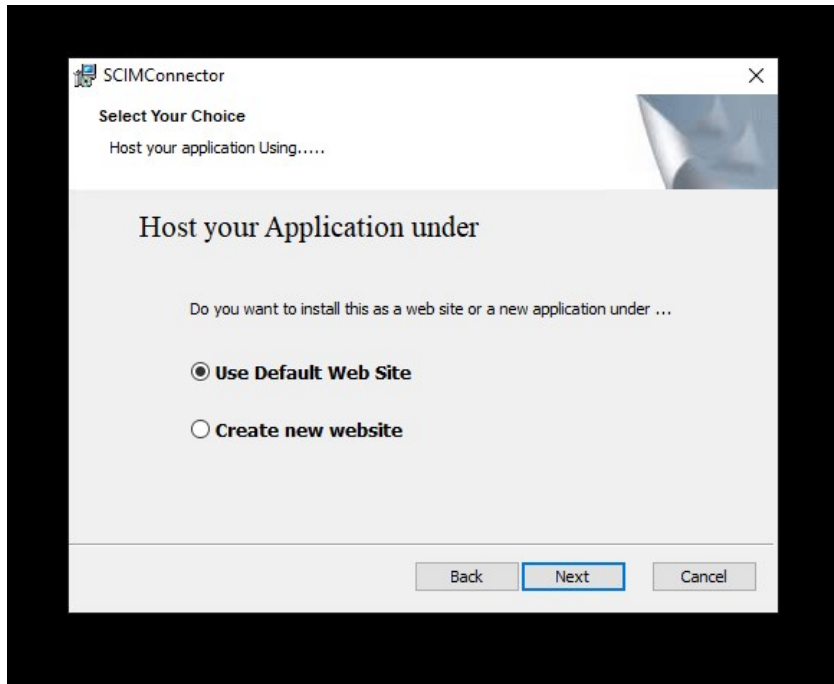 SCIMConnector
Select Your Choice
Host your application Using.....
Host your Application under
Do you want to install this as a web site or a new application under ...
Use Default Web Site
Create new website
Back Next Cancel